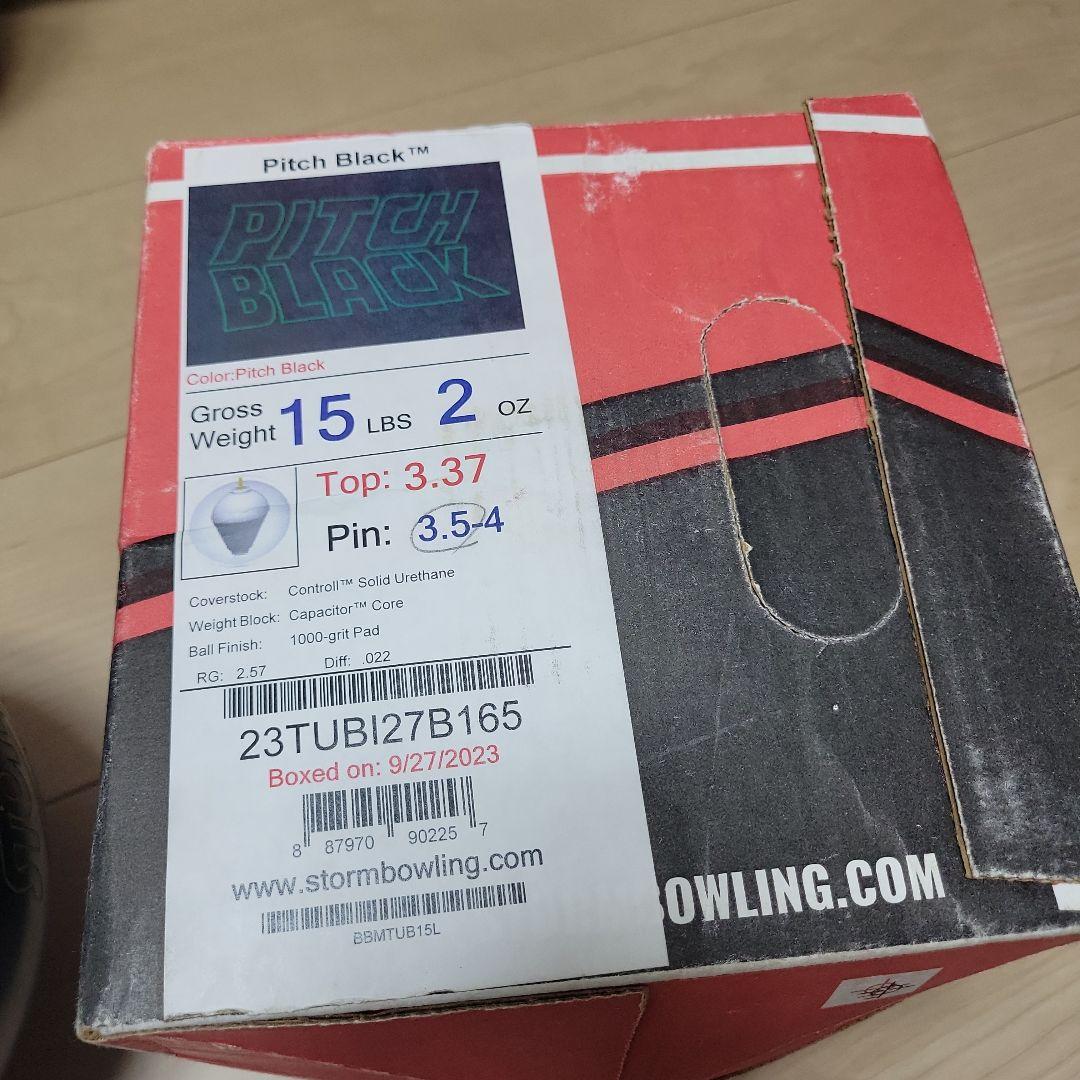 Pitch Black™
PITCH
BLACK
Color:Pitch Black
Gross Weight 15 LBS 2 OZ
Top: 3.37
Pin: 3.5-4
Coverstock: Controll™ Solid Urethane
Weight Block: Capacitor™ Core
Ball Finish: 1000-grit Pad
RG: 2.57 Diff: .022
23TUBI27B165
Boxed on: 9/27/2023
8 87970 90225 7
www.stormbowling.com
BBMTUB15L
BOWLING.COM